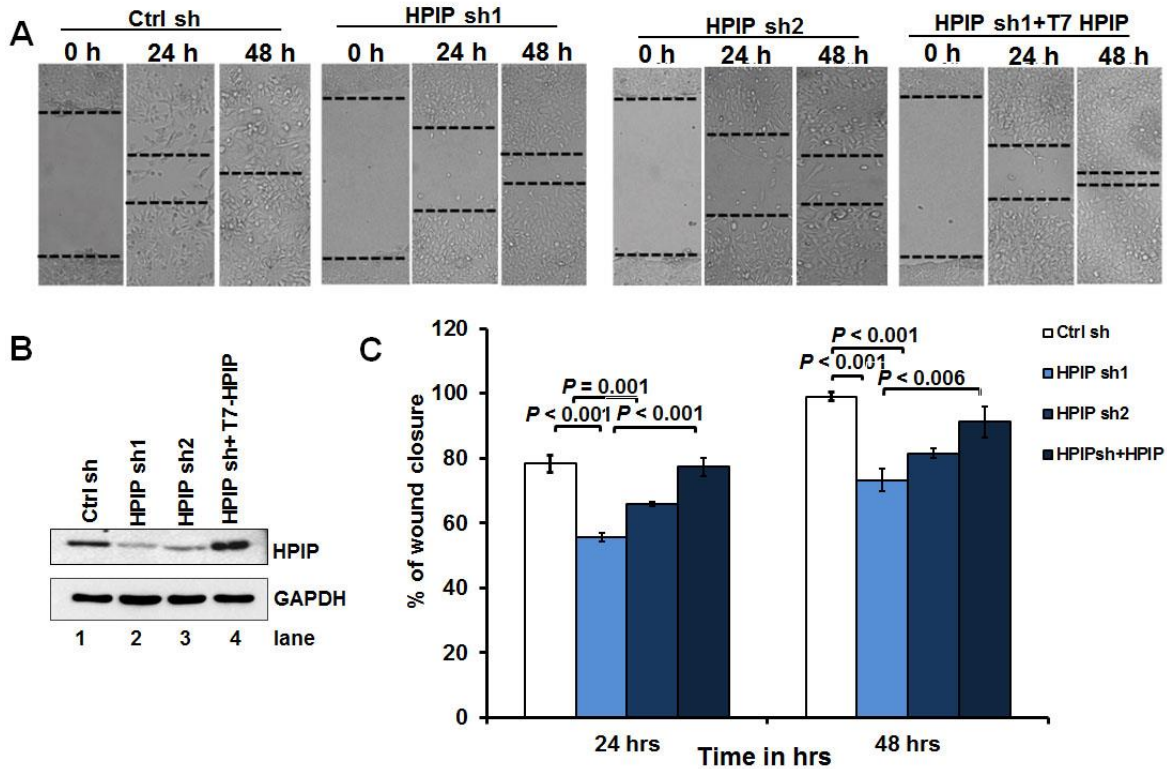 A
Ctrl sh
HPIP sh1
HPIP sh2
HPIP sh1+T7 HPIP
0 h 24 h 48 h
0 h 24 h 48 h
0 h 24 h 48 h
0 h 24 h 48 h
B
Ctrl sh
HPIP sh1
HPIP sh2
HPIP sh+ T7-HPIP
HPIP
GAPDH
1 2 3 4 lane
C
% of wound closure
120
100
80
60
40
20
0
P = 0.001
P < 0.001
P < 0.001
P < 0.001
P < 0.001
P < 0.006
24 hrs
48 hrs
Time in hrs
Ctrl sh
HPIP sh1
HPIP sh2
HPIPsh+HPIP